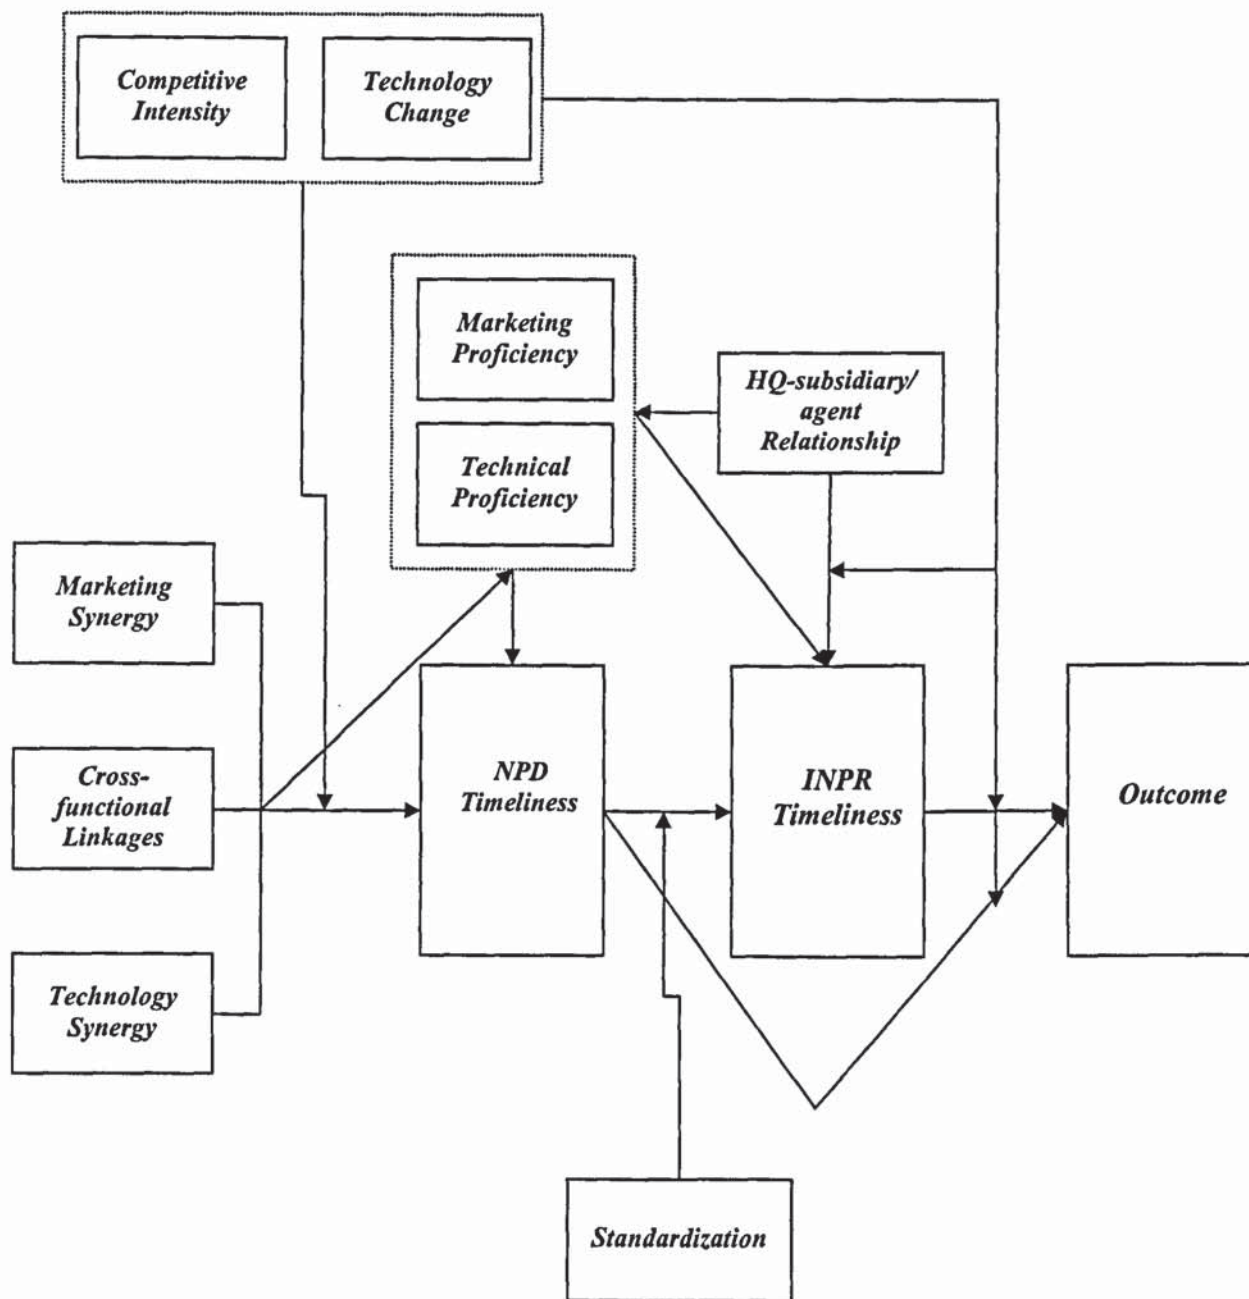 Competitive
Intensity
Technology
Change
Marketing
Proficiency
HQ-subsidiary/
agent
Relationship
Technical
Proficiency
Marketing
Synergy
Cross-
functional
Linkages
NPD
Timeliness
INPR
Timeliness
Outcome
Technology
Synergy
Standardization